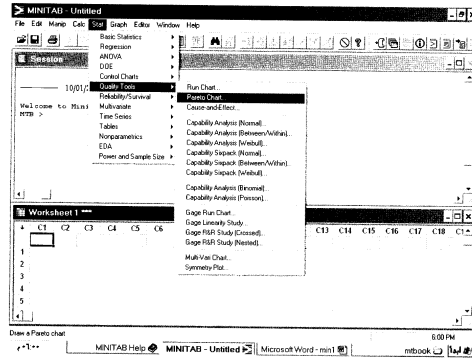 MINITAB - Untitled
File Edit Manip Calc Stat Graph Editor Window Help
Session
10/01/
Welcome to Mini
MTB >
Basic Statistics
Regression
ANOVA
DOE
Control Charts
Quality Tools
Reliability/Survival
Multivariate
Time Series
Tables
Nonparametrics
EDA
Power and Sample Size
Run Chart...
Pareto Chart...
Cause-and-Effect...
Capability Analysis (Normal)...
Capability Analysis (Between/Within)...
Capability Analysis (Weibull)...
Capability Sixpack (Normal)...
Capability Sixpack (Between/Within)...
Capability Sixpack (Weibull)...
Capability Analysis (Binomial)...
Capability Analysis (Poisson)...
Gage Run Chart...
Gage Linearity Study...
Gage R&R Study (Crossed)...
Gage R&R Study (Nested)...
Multi-Vari Chart...
Symmetry Plot...
Worksheet 1 ***
C1 C2 C3 C4 C5 C6 C13 C14 C15 C16 C17 C18
1
2
3
4
5
Draw a Pareto chart
6:00 PM
MINITAB Help MINITAB - Untitled Microsoft Word - min1 mtbook